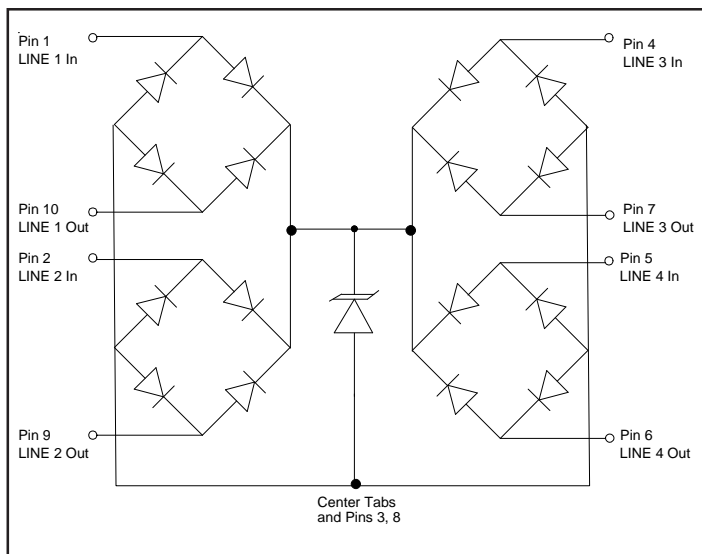 Pin 1
LINE 1 In
Pin 4
LINE 3 In
Pin 10
LINE 1 Out
Pin 7
LINE 3 Out
Pin 2
LINE 2 In
Pin 5
LINE 4 In
Pin 9
LINE 2 Out
Pin 6
LINE 4 Out
Center Tabs
and Pins 3, 8